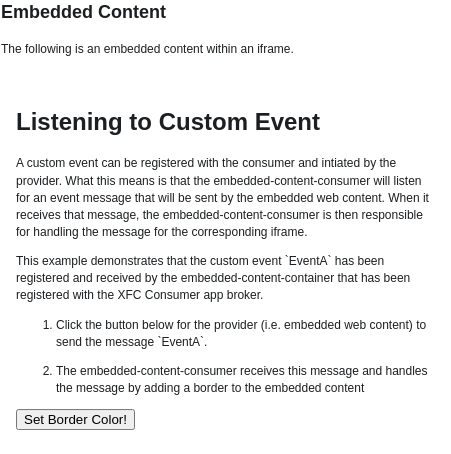 Embedded Content
The following is an embedded content within an iframe.
Listening to Custom Event
A custom event can be registered with the consumer and intiated by the
provider. What this means is that the embedded-content-consumer will listen
for an event message that will be sent by the embedded web content. When it
receives that message, the embedded-content-consumer is then responsible
for handling the message for the corresponding iframe.
This example demonstrates that the custom event `EventA` has been
registered and received by the embedded-content-container that has been
registered with the XFC Consumer app broker.
1. Click the button below for the provider (i.e. embedded web content) to
send the message `EventA`.
2. The embedded-content-consumer receives this message and handles
the message by adding a border to the embedded content
Set Border Color!